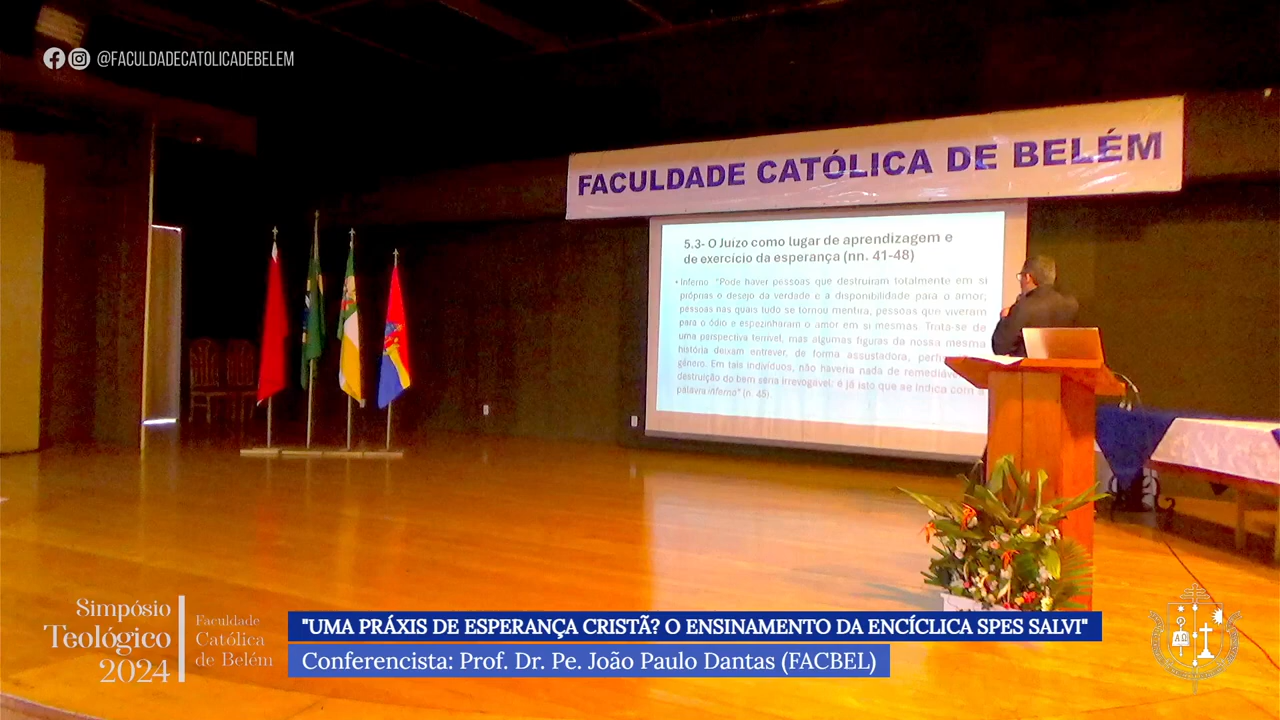 @FACULDADECATOLICADEBELEM
FACULDADE CATÓLICA DE BELÉM
5.3- O Juízo como lugar de aprendizagem e
de exercício da esperança (nn. 41-48)
• Inferno "Pode haver pessoas que destruíram totalmente em si
próprias o desejo da verdade e a disponibilidade para o amor;
pessoas nas quais tudo se tornou mentira, pessoas que viveram
para o ódio e espezinharam o amor em si mesmas. Trata-se de
uma perspectiva terrível, mas algumas figuras da nossa mesma
história deixam entrever, de forma assustadora,
género. Em tais indivíduos, não haveria nada de
destruição do bem seria irrevogável: é já isto que se indica com a
palavra inferno" (n. 45).
Simpósio
Teológico
2024
Faculdade
Católica
de Belém
"UMA PRÁXIS DE ESPERANÇA CRISTÃ? O ENSINAMENTO DA ENCÍCLICA SPES SALVI"
Conferencista: Prof. Dr. Pe. João Paulo Dantas (FACBEL)